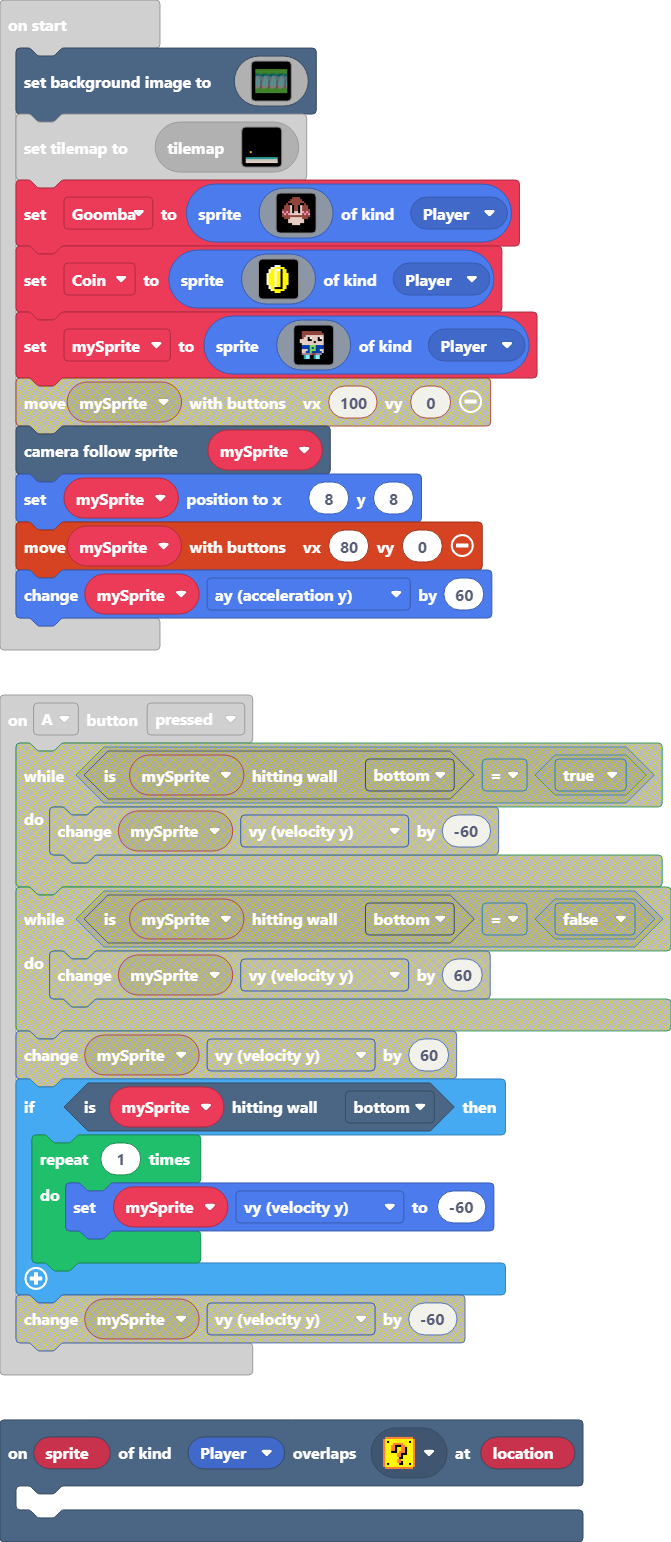 on start
set background image to
set tilemap to tilemap
set Goomba to sprite of kind Player
set Coin to sprite of kind Player
set mySprite to sprite of kind Player
move mySprite with buttons vx 100 vy 0
camera follow sprite mySprite
set mySprite position to x 8 y 8
move mySprite with buttons vx 80 vy 0
change mySprite ay (acceleration y) by 60
on A button pressed
while is mySprite hitting wall bottom = true
do change mySprite vy (velocity y) by -60
while is mySprite hitting wall bottom = false
do change mySprite vy (velocity y) by 60
change mySprite vy (velocity y) by 60
if is mySprite hitting wall bottom then
repeat 1 times
do set mySprite vy (velocity y) to -60
change mySprite vy (velocity y) by -60
on sprite of kind Player overlaps ? at location